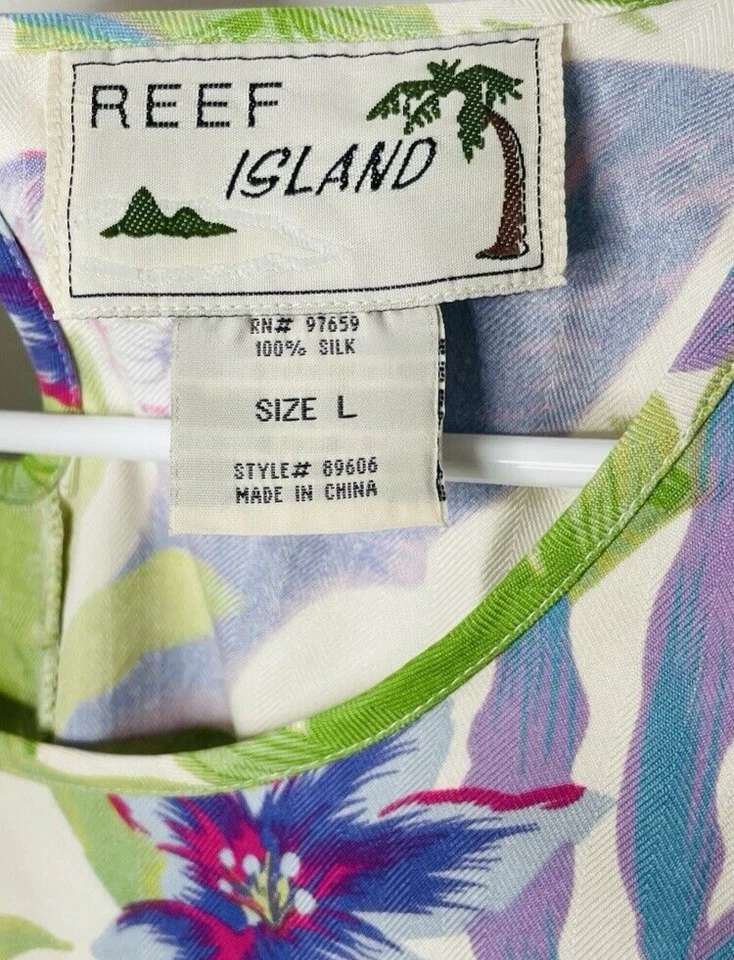 REEF
ISLAND
RN# 97659
100% SILK
SIZE L
STYLE# 89606
MADE IN CHINA